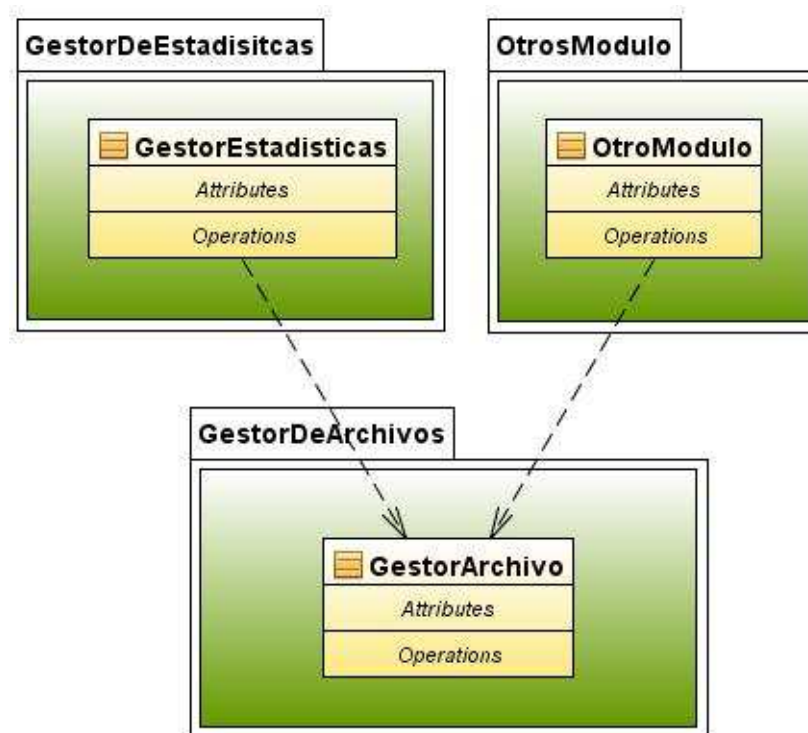 GestorDeEstadisitcas
OtrosModulo
GestorEstadisticas
Attributes
Operations
OtroModulo
Attributes
Operations
GestorDeArchivos
GestorArchivo
Attributes
Operations